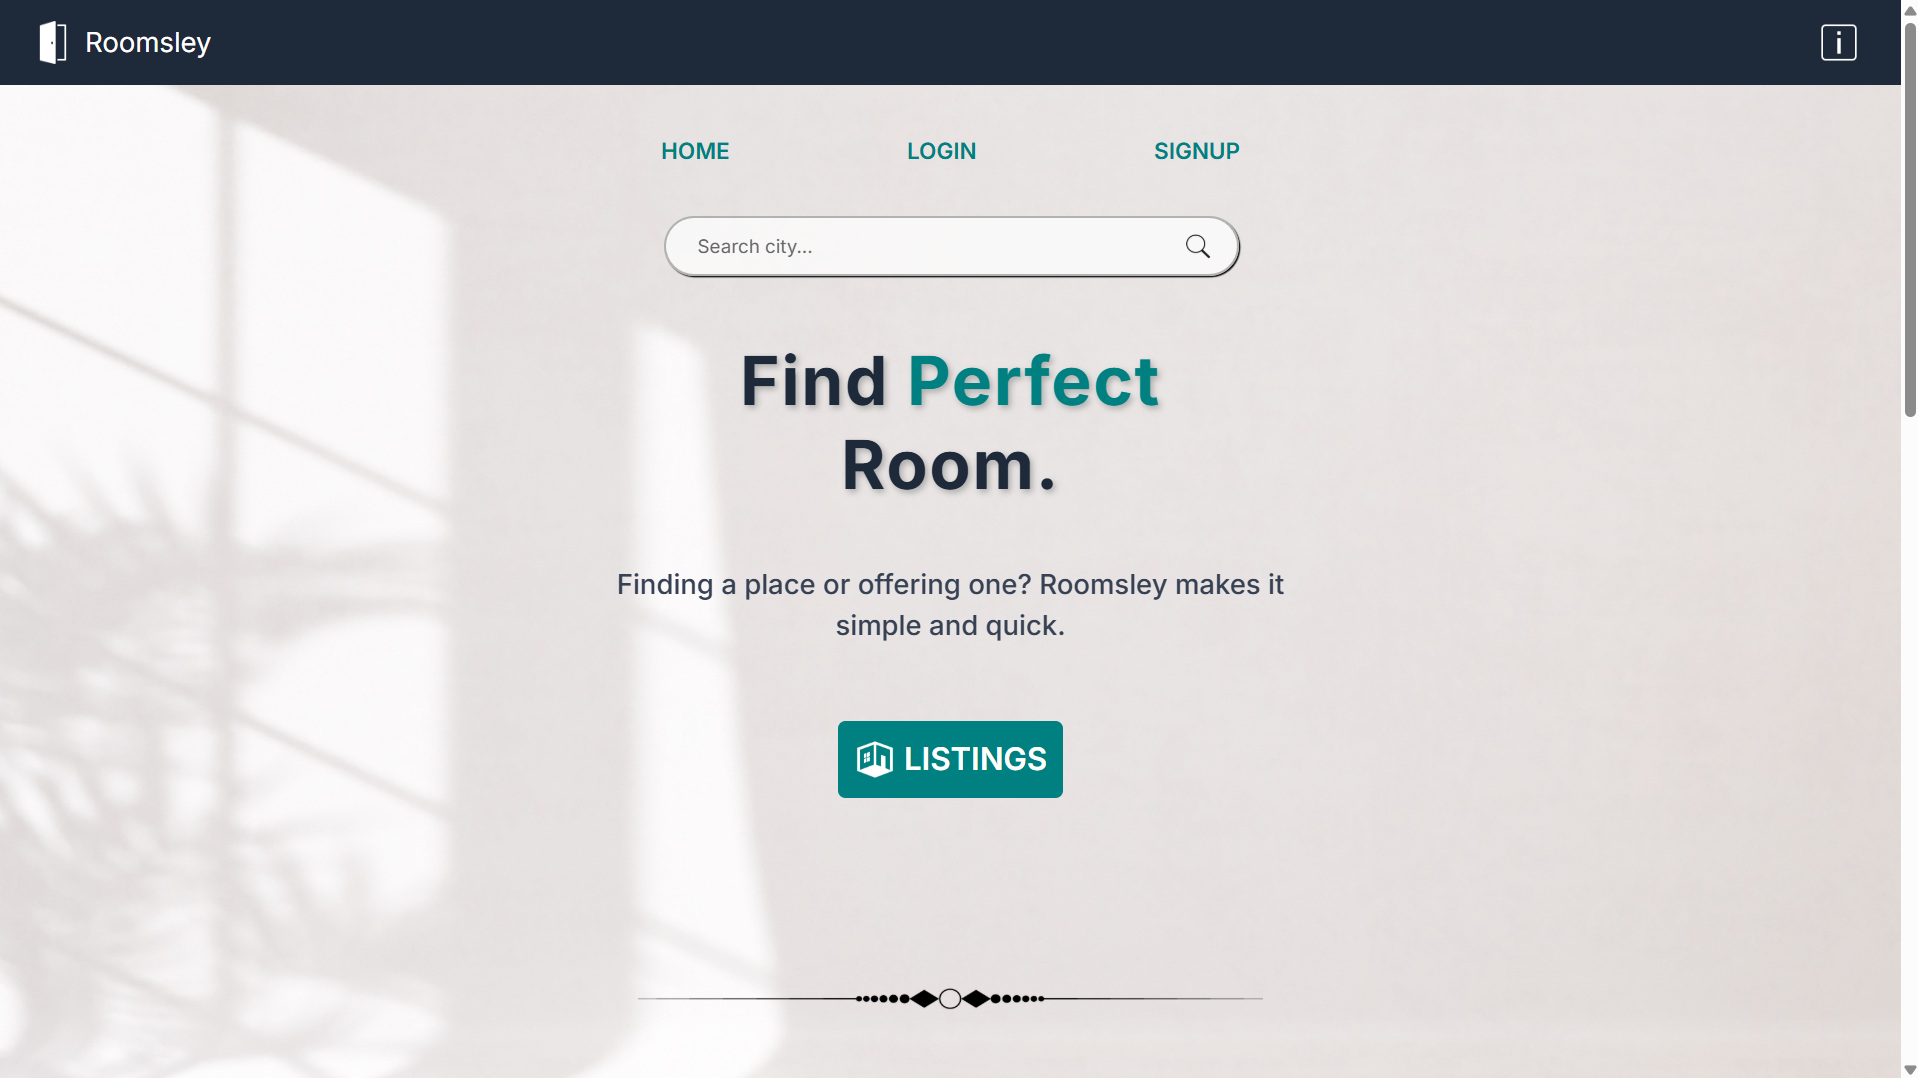 Roomsley
HOME
LOGIN
SIGNUP
Search city...
Find Perfect
Room.
Finding a place or offering one? Roomsley makes it
simple and quick.
LISTINGS